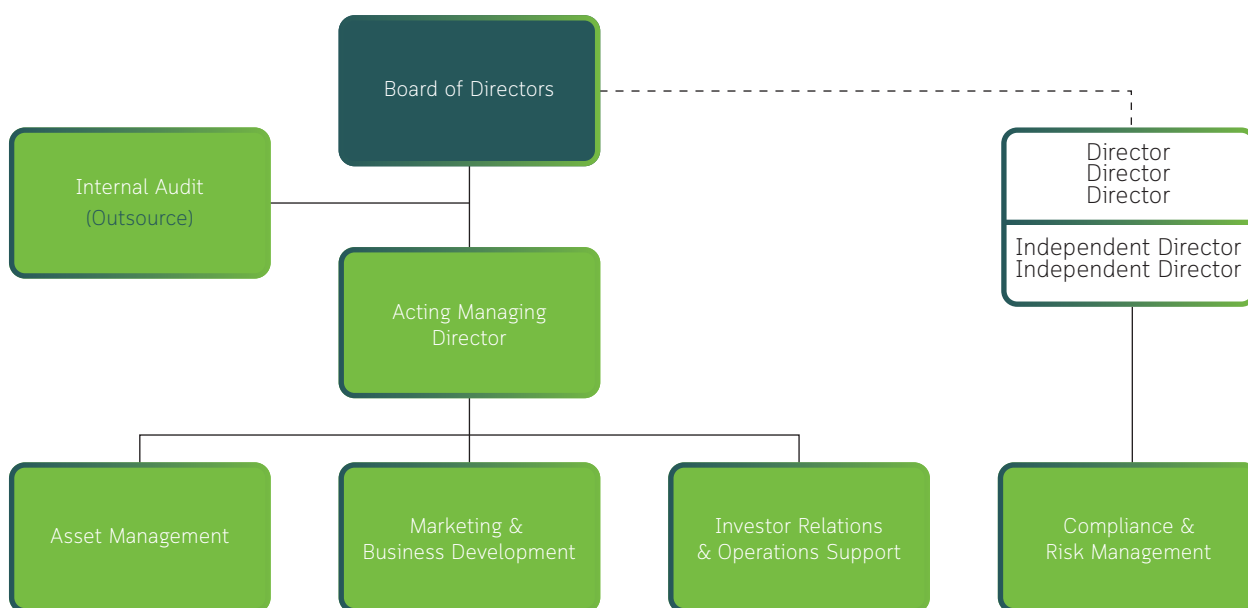 Board of Directors
Internal Audit
(Outsource)
Director
Director
Director
Independent Director
Independent Director
Acting Managing
Director
Asset Management
Marketing &
Business Development
Investor Relations
& Operations Support
Compliance &
Risk Management